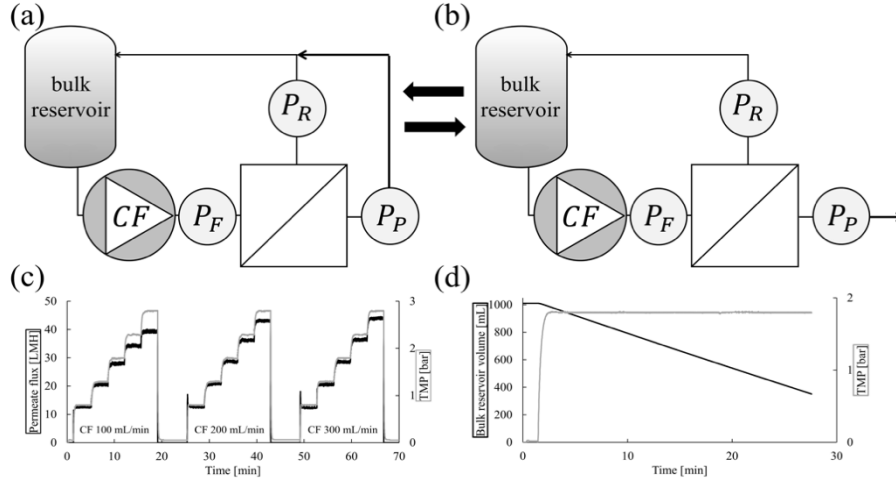 (a)
bulk
reservoir
P_R
CF
P_F
P_P
(b)
bulk
reservoir
P_R
CF
P_F
P_P
(c)
Permeate flux [LMH]
50
40
30
20
10
0
CF 100 mL/min
CF 200 mL/min
CF 300 mL/min
3
2
1
0
TMP [bar]
0 10 20 30 40 50 60 70
Time [min]
(d)
Bulk reservoir volume [mL]
1000
800
600
400
200
0
2
1
0
TMP [bar]
0 10 20 30
Time [min]